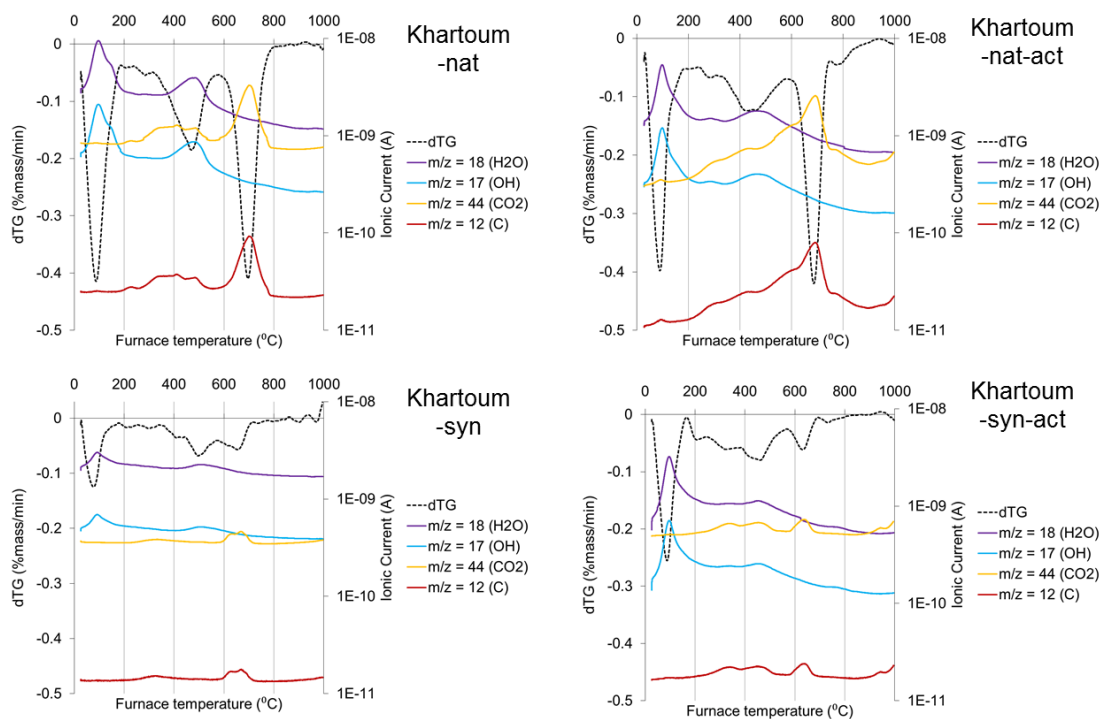 0 200 400 600 800 1000
0
-0.1
-0.2
-0.3
-0.4
-0.5
dTG (%mass/min)
Furnace temperature (⁰C)
1E-08
1E-09
1E-10
1E-11
Ionic Current (A)
Khartoum
-nat
dTG
m/z = 18 (H2O)
m/z = 17 (OH)
m/z = 44 (CO2)
m/z = 12 (C)
0 200 400 600 800 1000
0
-0.1
-0.2
-0.3
-0.4
-0.5
dTG (%mass/min)
Furnace temperature (⁰C)
1E-08
1E-09
1E-10
1E-11
Ionic Current (A)
Khartoum
-nat-act
dTG
m/z = 18 (H2O)
m/z = 17 (OH)
m/z = 44 (CO2)
m/z = 12 (C)
0 200 400 600 800 1000
0
-0.1
-0.2
-0.3
-0.4
-0.5
dTG (%mass/min)
Furnace temperature (⁰C)
1E-08
1E-09
1E-10
1E-11
Ionic Current (A)
Khartoum
-syn
dTG
m/z = 18 (H2O)
m/z = 17 (OH)
m/z = 44 (CO2)
m/z = 12 (C)
0 200 400 600 800 1000
0
-0.1
-0.2
-0.3
-0.4
-0.5
dTG (%mass/min)
Furnace temperature (⁰C)
1E-08
1E-09
1E-10
1E-11
Ionic Current (A)
Khartoum
-syn-act
dTG
m/z = 18 (H2O)
m/z = 17 (OH)
m/z = 44 (CO2)
m/z = 12 (C)